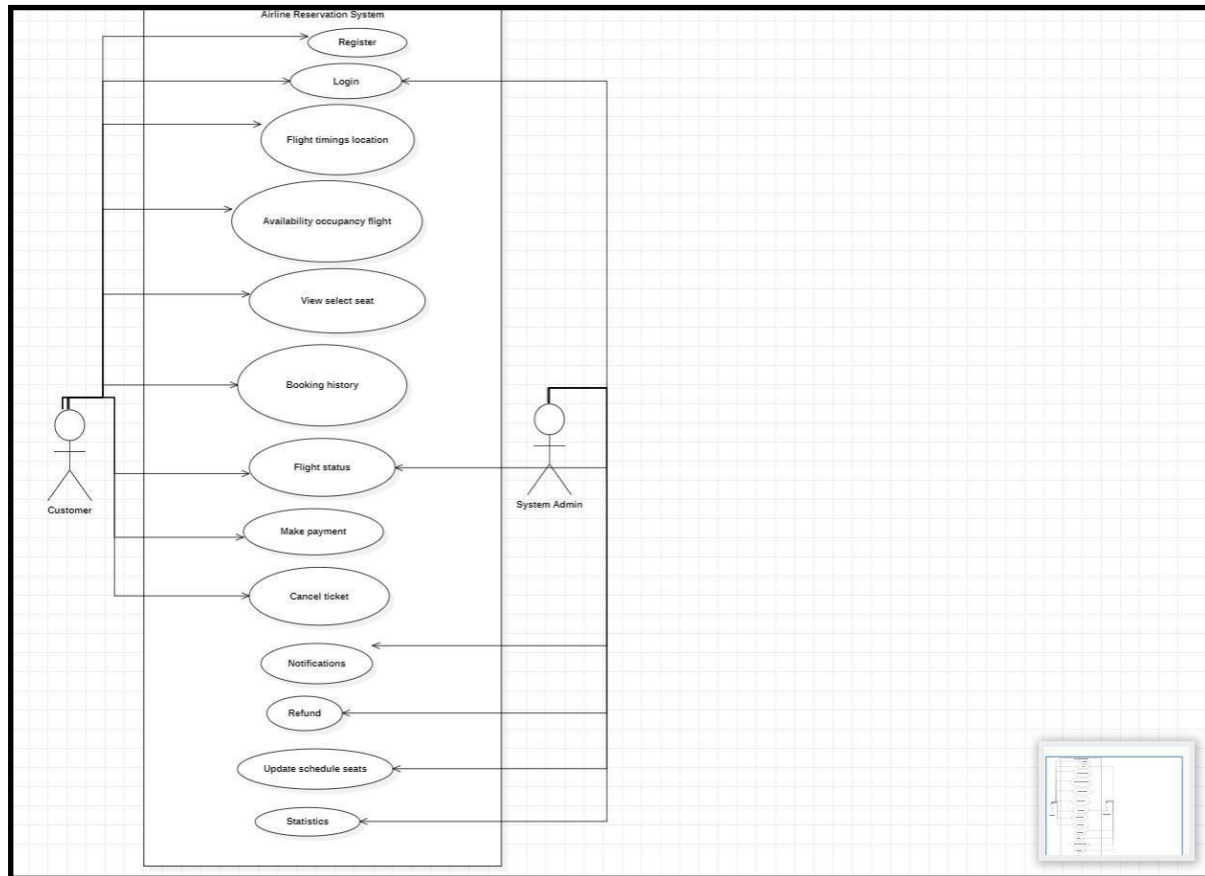 Airline Reservation System
Register
Login
Flight timings location
Availability occupancy flight
View select seat
Booking history
Flight status
Customer
System Admin
Make payment
Cancel ticket
Notifications
Refund
Update schedule seats
Statistics